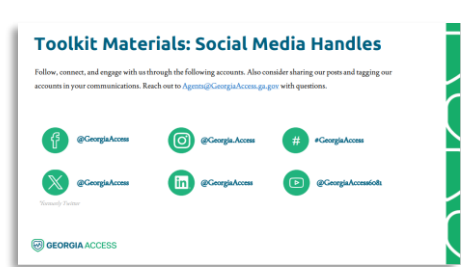 Toolkit Materials: Social Media Handles
Follow, connect, and engage with us through the following accounts. Also consider sharing our posts and tagging our
accounts in your communications. Reach out to Agents@GeorgiaAccess.ga.gov with questions.
@GeorgiaAccess @Georgia.Access # #GeorgiaAccess
@GeorgiaAccess @GeorgiaAccess @GeorgiaAccess6081
*Formerly Twitter
GEORGIA ACCESS